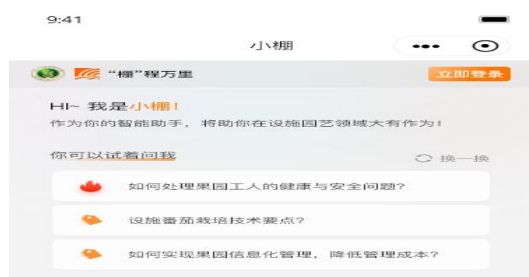 9:41
小棚
“棚”程万里
立即登录
HI~ 我是小棚！
作为你的智能助手，将助你在设施园艺领域大有作为！
你可以试着问我
换一换
如何处理果园工人的健康与安全问题？
设施番茄栽培技术要点？
如何实现果园信息化管理，降低管理成本？